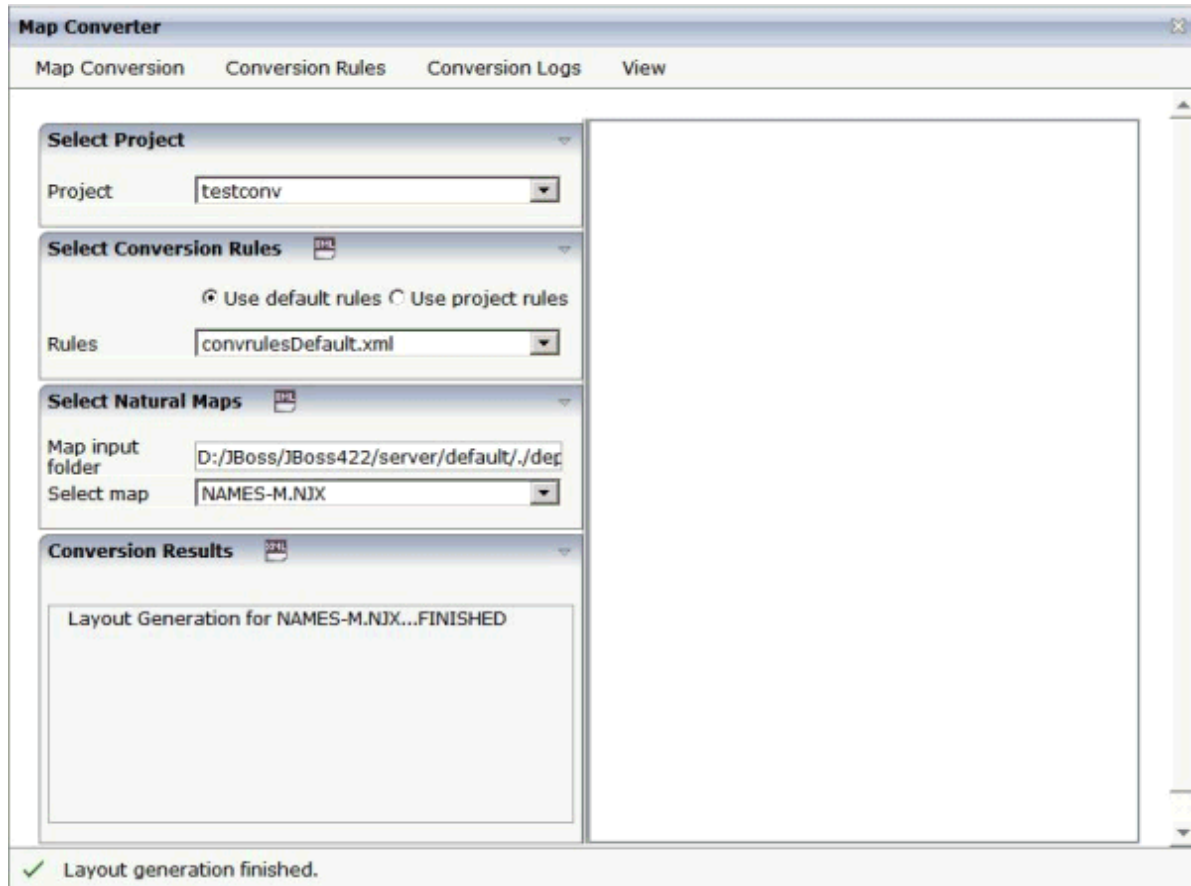 Map Converter
Map Conversion Conversion Rules Conversion Logs View
Select Project
Project testconv
Select Conversion Rules
Use default rules Use project rules
Rules convrulesDefault.xml
Select Natural Maps
Map input folder D:/JBoss/JBoss422/server/default/./dep
Select map NAMES-M.NJX
Conversion Results
Layout Generation for NAMES-M.NJX...FINISHED
Layout generation finished.